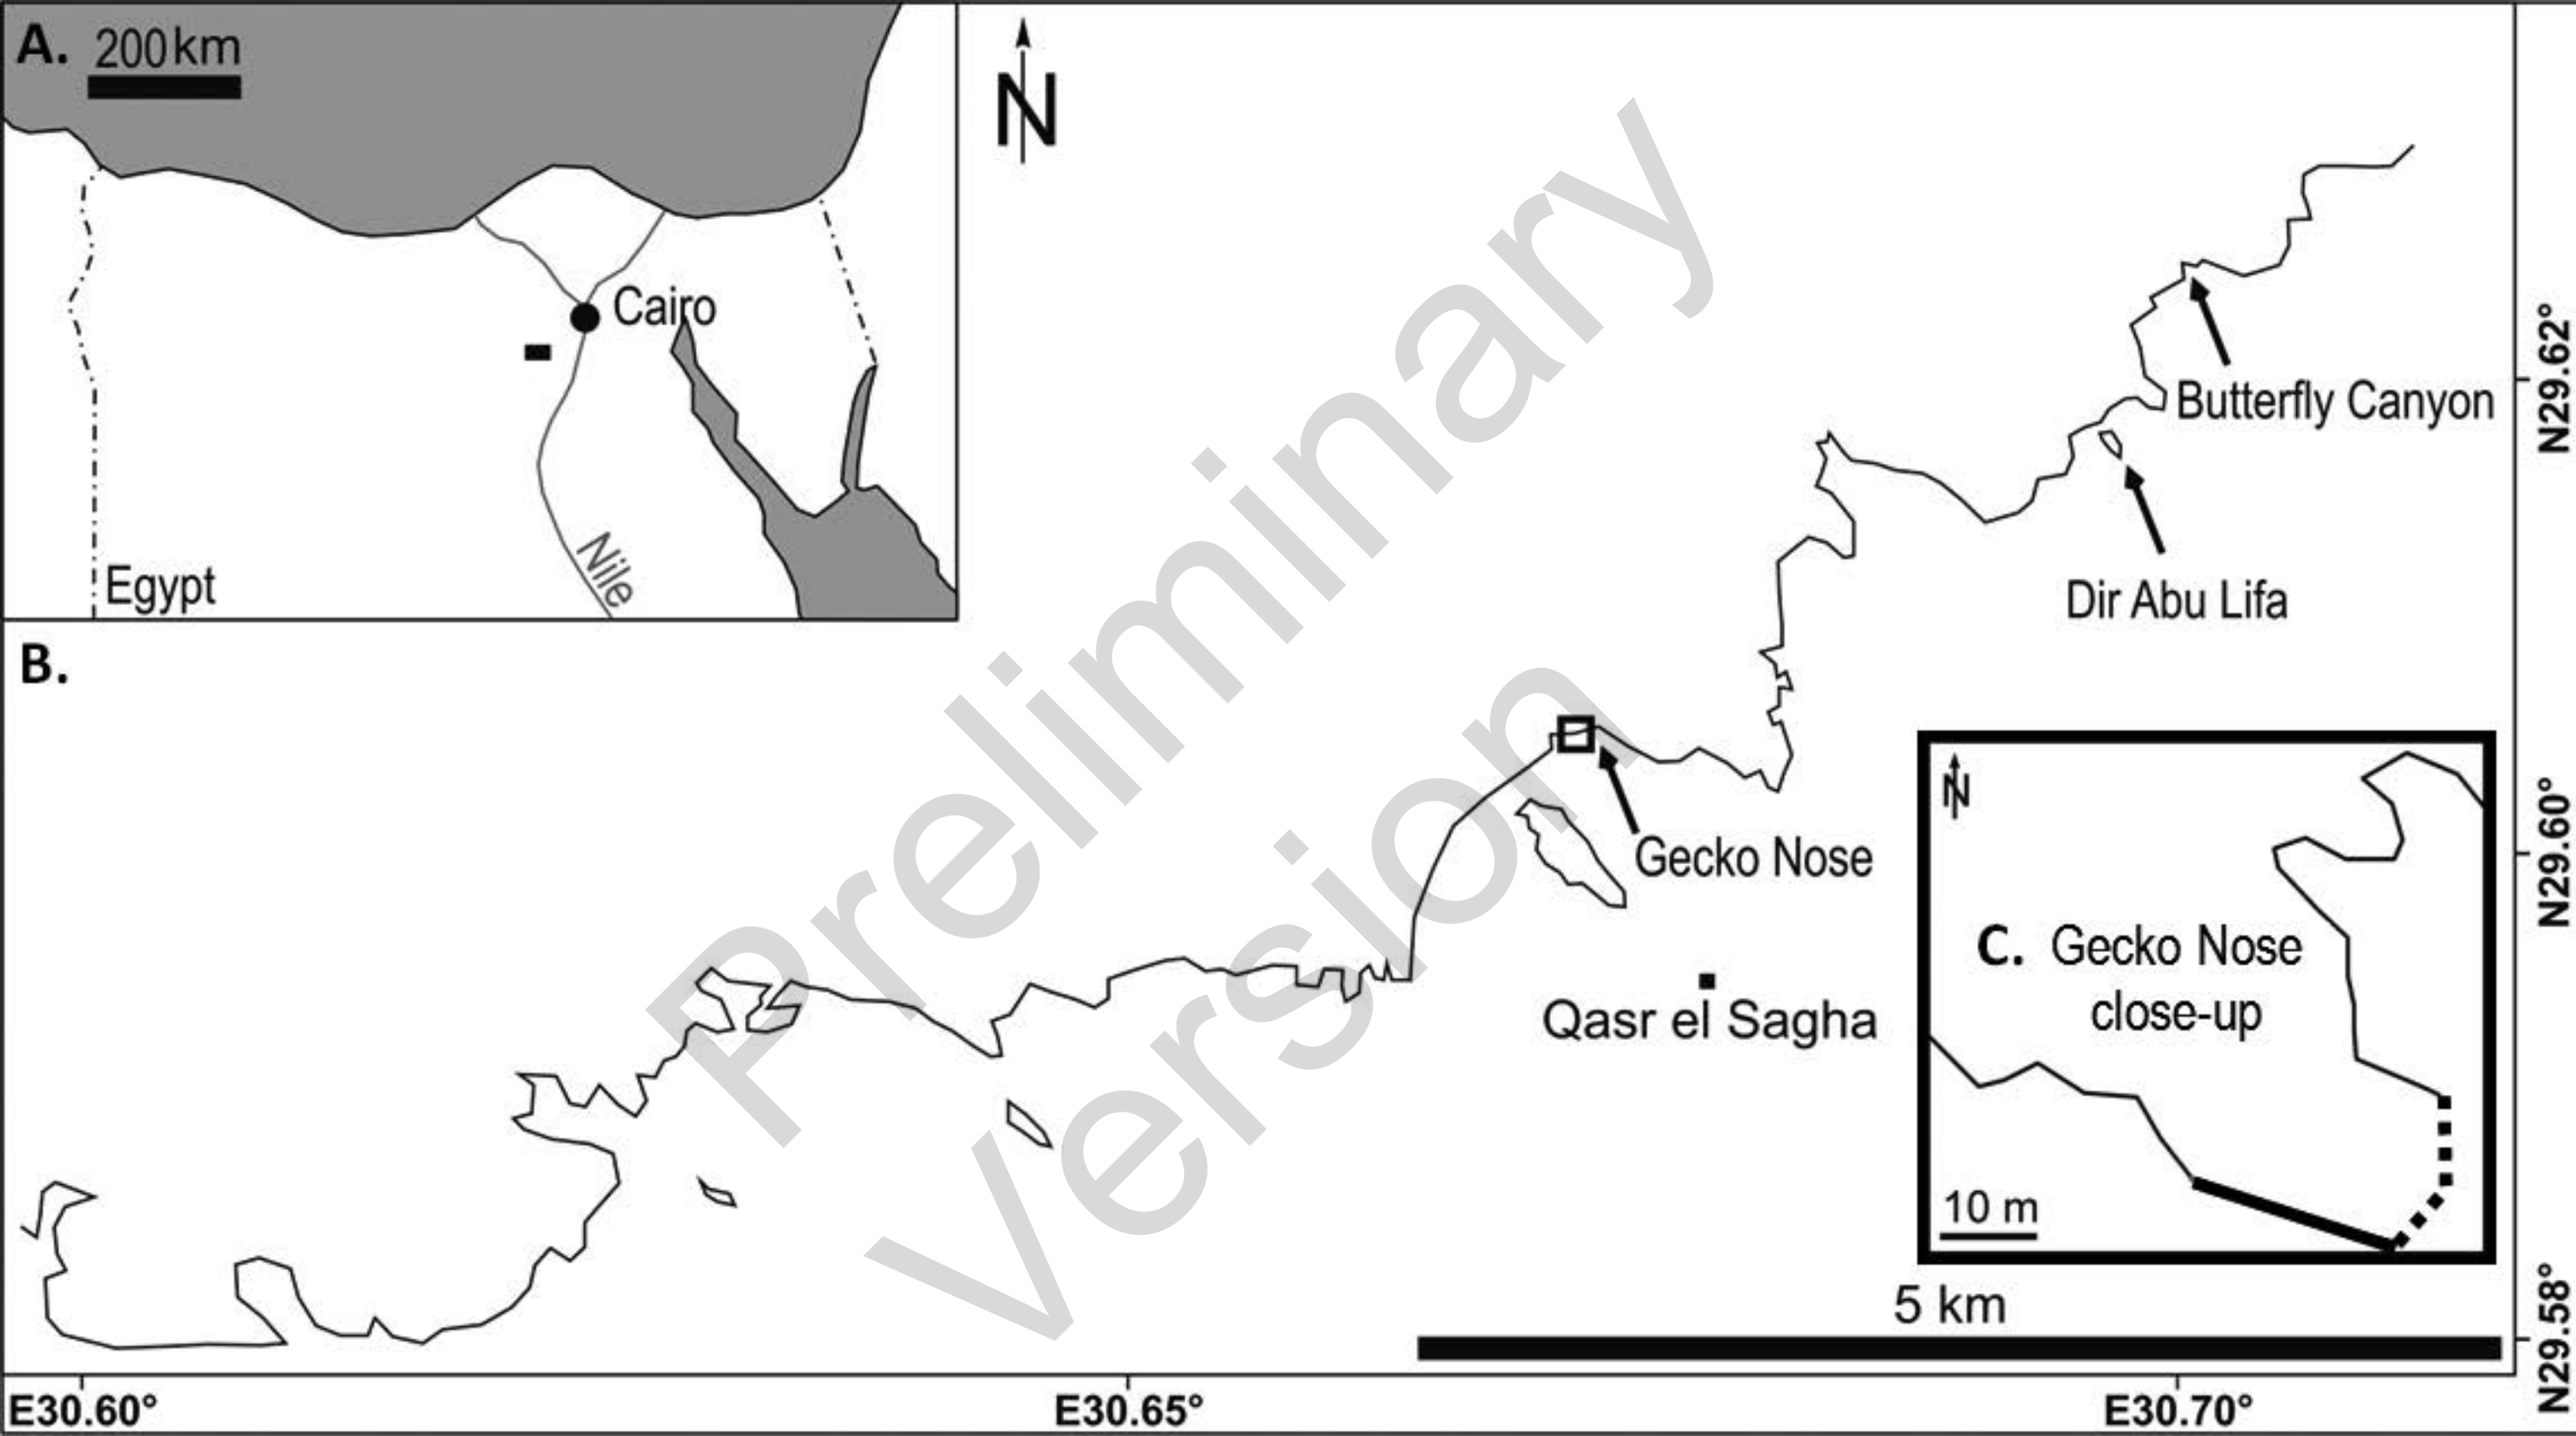 A. 200 km
N
Cairo
Nile
Egypt
B.
Preliminary
Version
Butterfly Canyon
Dir Abu Lifa
Gecko Nose
Qasr el Sagha
N
C. Gecko Nose
close-up
10 m
5 km
N29.62°
N29.60°
N29.58°
E30.60°
E30.65°
E30.70°